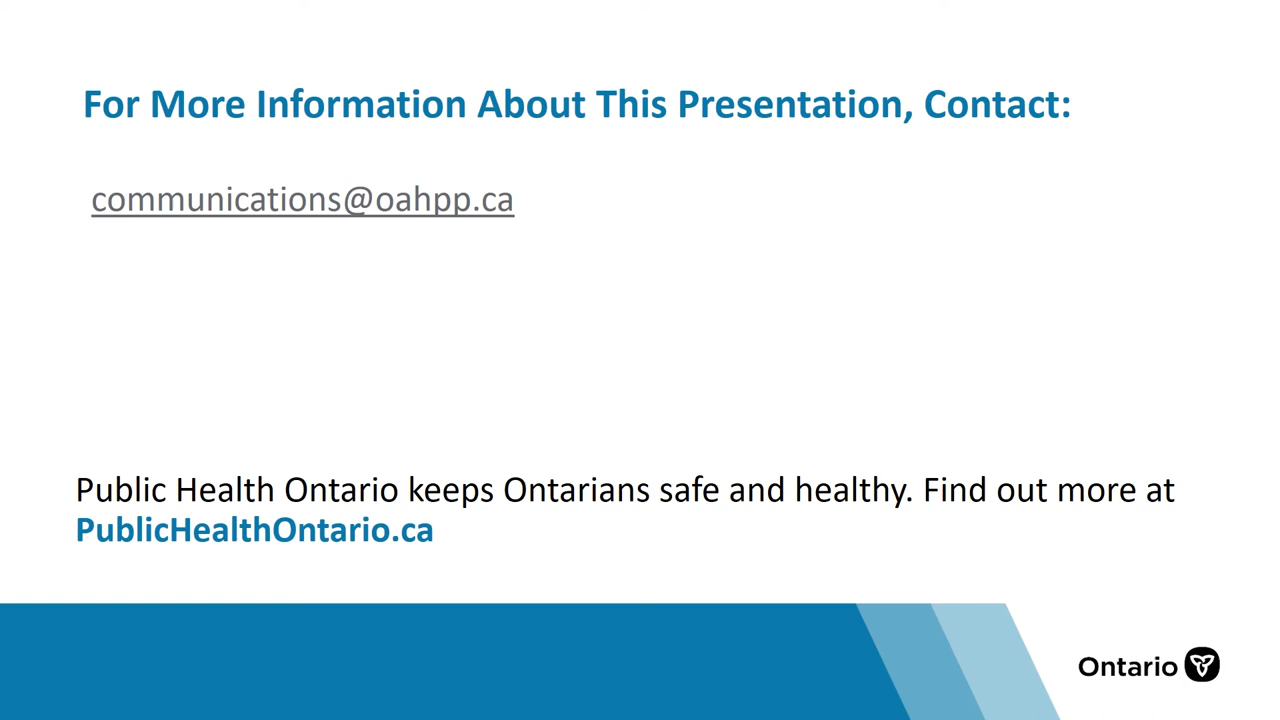 For More Information About This Presentation, Contact:
communications@oahpp.ca
Public Health Ontario keeps Ontarians safe and healthy. Find out more at
PublicHealthOntario.ca
Ontario